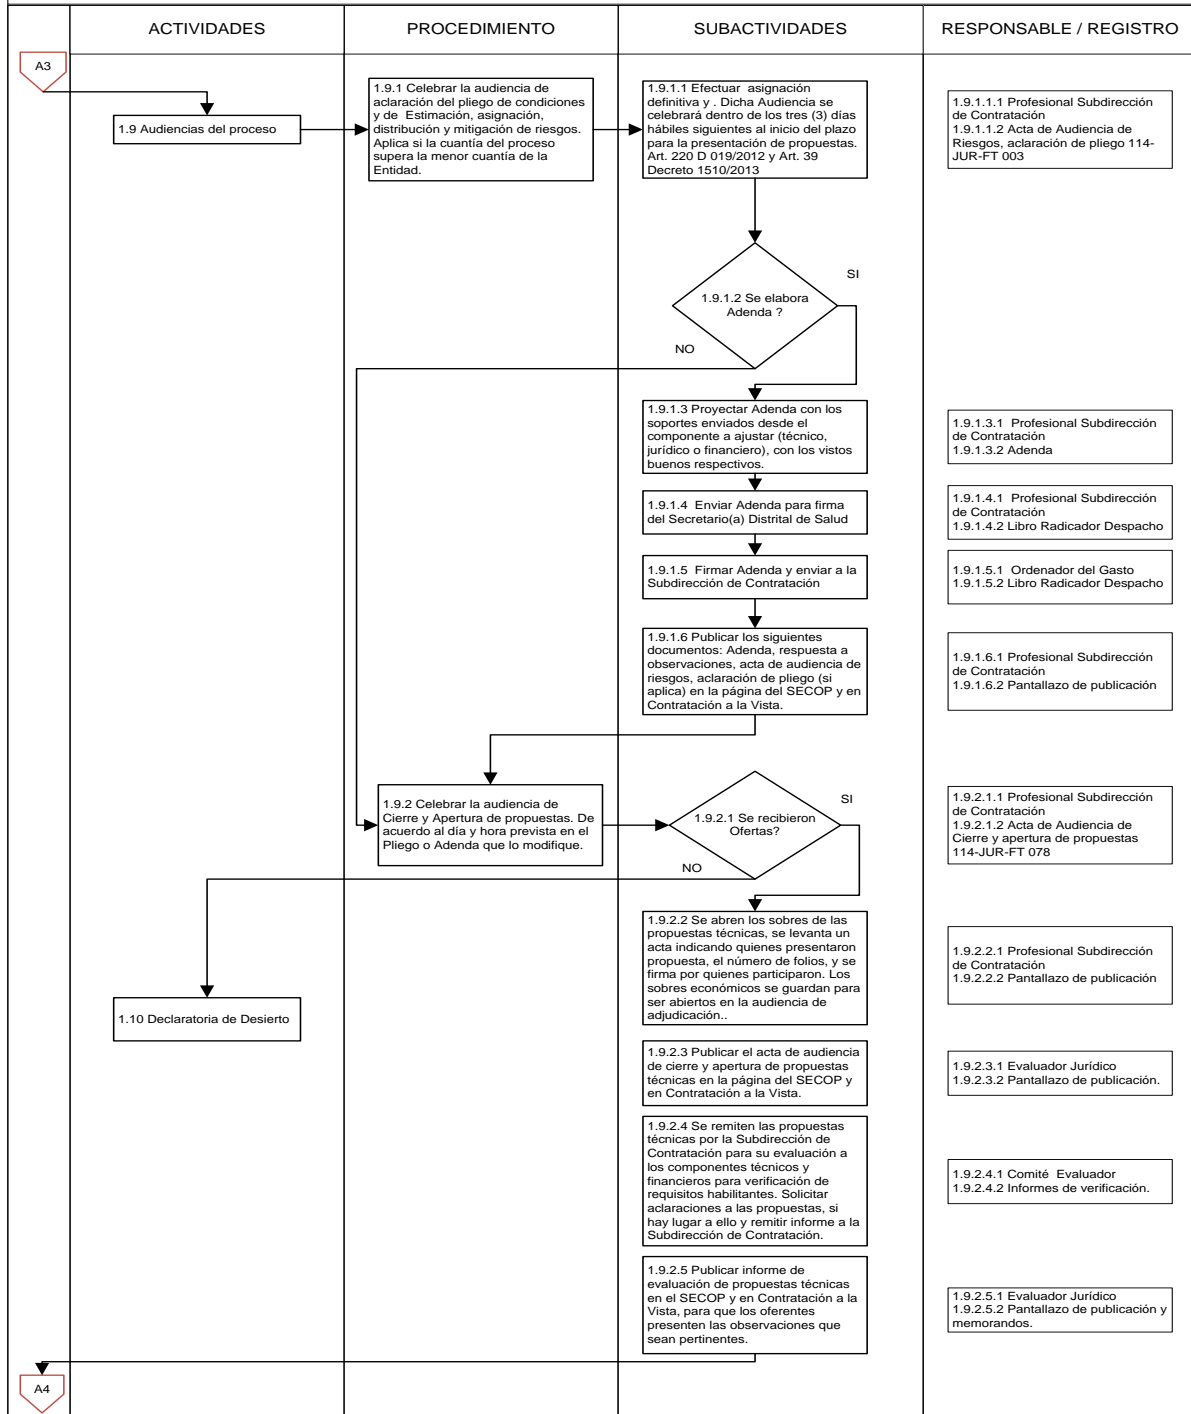 ACTIVIDADES
PROCEDIMIENTO
SUBACTIVIDADES
RESPONSABLE / REGISTRO
A3
1.9 Audiencias del proceso
1.9.1 Celebrar la audiencia de
aclaración del pliego de condiciones
y de  Estimación, asignación,
distribución y mitigación de riesgos.
Aplica si la cuantía del proceso
supera la menor cuantía de la
Entidad.
1.9.1.1 Efectuar  asignación
definitiva y . Dicha Audiencia se
celebrará dentro de los tres (3) días
hábiles siguientes al inicio del plazo
para la presentación de propuestas.
Art. 220 D 019/2012 y Art. 39
Decreto 1510/2013
1.9.1.1.1 Profesional Subdirección
de Contratación
1.9.1.1.2 Acta de Audiencia de
Riesgos, aclaración de pliego 114-
JUR-FT 003
1.9.1.2 Se elabora
Adenda ?
SI
NO
1.9.1.3 Proyectar Adenda con los
soportes enviados desde el
componente a ajustar (técnico,
jurídico o financiero), con los vistos
buenos respectivos.
1.9.1.3.1  Profesional Subdirección
de Contratación
1.9.1.3.2 Adenda
1.9.1.4  Enviar Adenda para firma
del Secretario(a) Distrital de Salud
1.9.1.4.1  Profesional Subdirección
de Contratación
1.9.1.4.2 Libro Radicador Despacho
1.9.1.5  Firmar Adenda y enviar a la
Subdirección de Contratación
1.9.1.5.1  Ordenador del Gasto
1.9.1.5.2 Libro Radicador Despacho
1.9.1.6 Publicar los siguientes
documentos: Adenda, respuesta a
observaciones, acta de audiencia de
riesgos, aclaración de pliego (si
aplica) en la página del SECOP y en
Contratación a la Vista.
1.9.1.6.1 Profesional Subdirección
de Contratación
1.9.1.6.2 Pantallazo de publicación
1.9.2 Celebrar la audiencia de
Cierre y Apertura de propuestas. De
acuerdo al día y hora prevista en el
Pliego o Adenda que lo modifique.
1.9.2.1 Se recibieron
Ofertas?
SI
NO
1.9.2.1.1 Profesional Subdirección
de Contratación
1.9.2.1.2 Acta de Audiencia de
Cierre y apertura de propuestas
114-JUR-FT 078
1.9.2.2 Se abren los sobres de las
propuestas técnicas, se levanta un
acta indicando quienes presentaron
propuesta, el número de folios, y se
firma por quienes participaron. Los
sobres económicos se guardan para
ser abiertos en la audiencia de
adjudicación..
1.9.2.2.1 Profesional Subdirección
de Contratación
1.9.2.2.2 Pantallazo de publicación
1.10 Declaratoria de Desierto
1.9.2.3 Publicar el acta de audiencia
de cierre y apertura de propuestas
técnicas en la página del SECOP y
en Contratación a la Vista.
1.9.2.3.1 Evaluador Jurídico
1.9.2.3.2 Pantallazo de publicación.
1.9.2.4 Se remiten las propuestas
técnicas por la Subdirección de
Contratación para su evaluación a
los componentes técnicos y
financieros para verificación de
requisitos habilitantes. Solicitar
aclaraciones a las propuestas, si
hay lugar a ello y remitir informe a la
Subdirección de Contratación.
1.9.2.4.1 Comité  Evaluador
1.9.2.4.2 Informes de verificación.
1.9.2.5 Publicar informe de
evaluación de propuestas técnicas
en el SECOP y en Contratación a la
Vista, para que los oferentes
presenten las observaciones que
sean pertinentes.
1.9.2.5.1 Evaluador Jurídico
1.9.2.5.2 Pantallazo de publicación y
memorandos.
A4